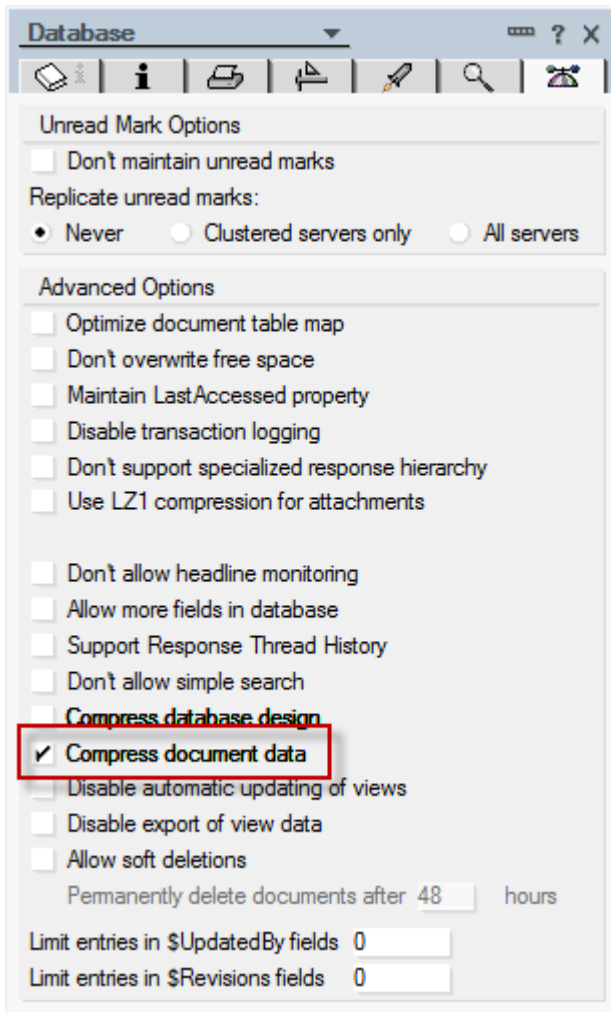 Database
? X
i
Unread Mark Options
Don't maintain unread marks
Replicate unread marks:
Never Clustered servers only All servers
Advanced Options
Optimize document table map
Don't overwrite free space
Maintain LastAccessed property
Disable transaction logging
Don't support specialized response hierarchy
Use LZ1 compression for attachments
Don't allow headline monitoring
Allow more fields in database
Support Response Thread History
Don't allow simple search
Compress database design
Compress document data
Disable automatic updating of views
Disable export of view data
Allow soft deletions
Permanently delete documents after 48 hours
Limit entries in $UpdatedBy fields 0
Limit entries in $Revisions fields 0